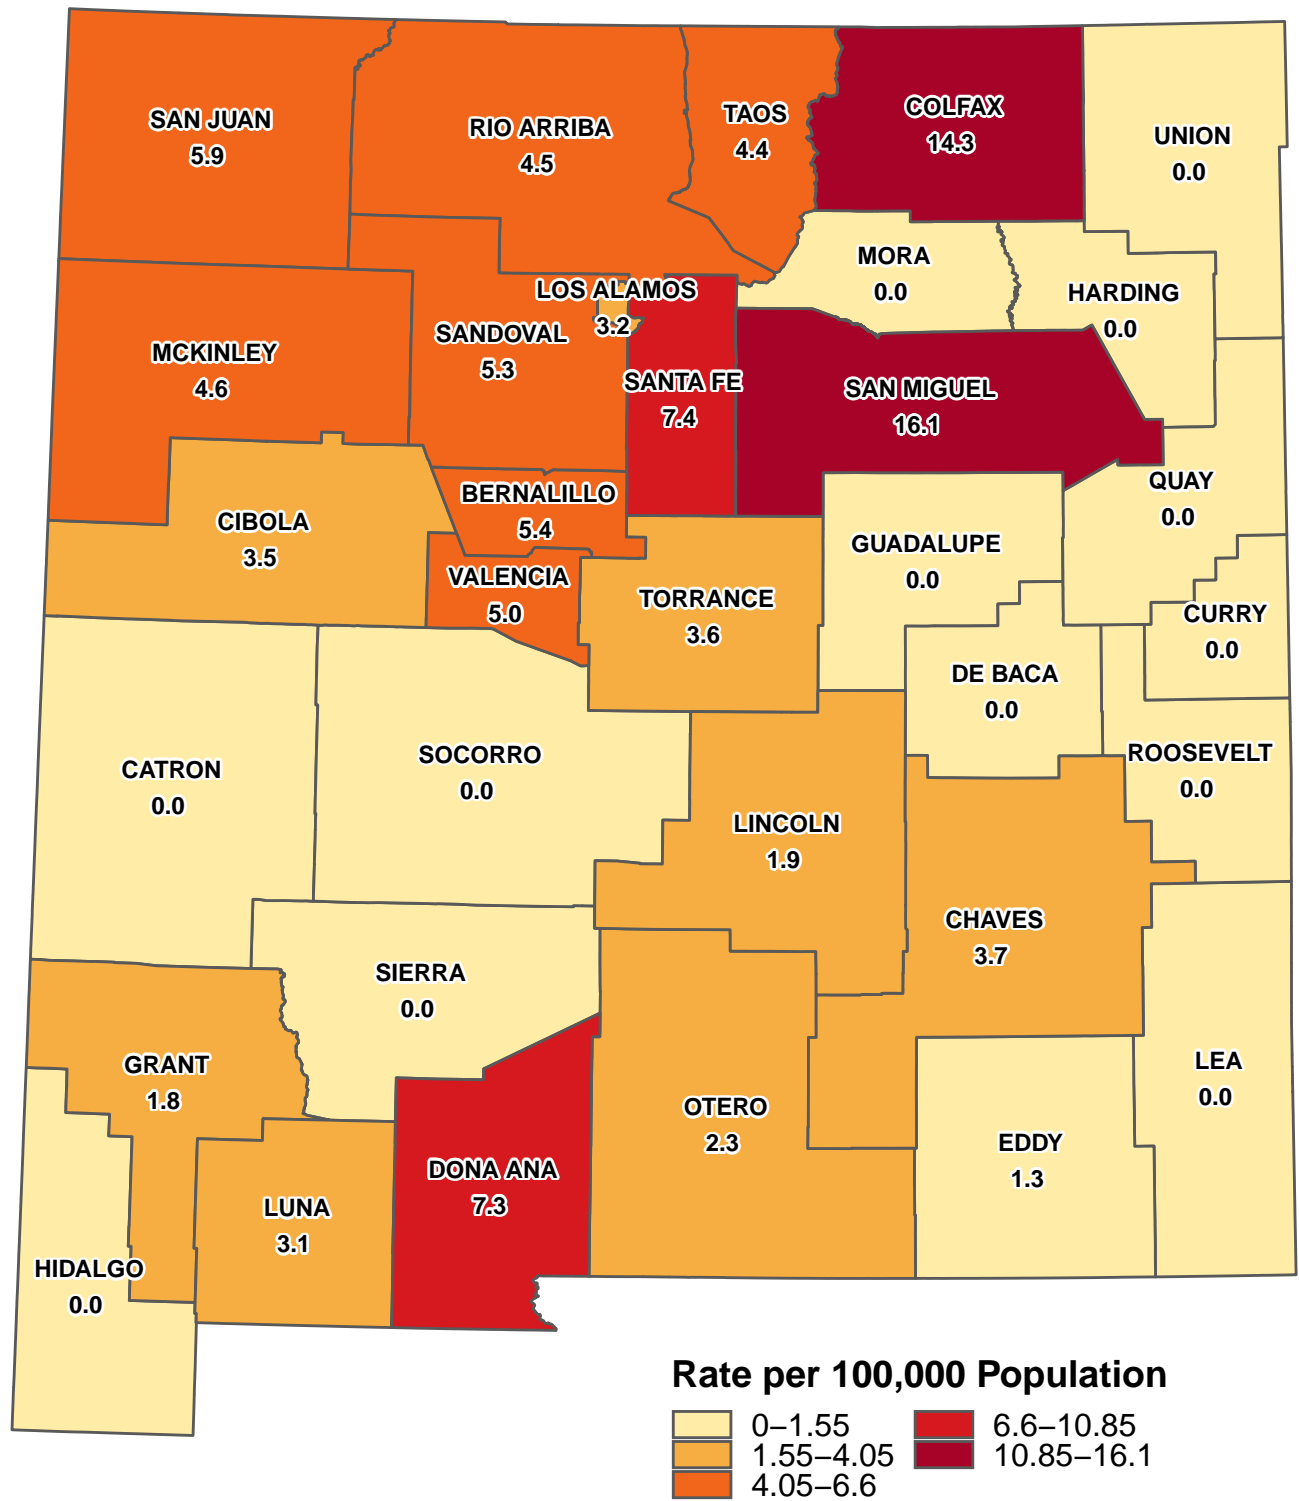 SAN JUAN
5.9
RIO ARRIBA
4.5
TAOS
4.4
COLFAX
14.3
UNION
0.0
MORA
0.0
HARDING
0.0
LOS ALAMOS
3.2
SANDOVAL
5.3
MCKINLEY
4.6
SANTA FE
7.4
SAN MIGUEL
16.1
QUAY
0.0
BERNALILLO
5.4
CIBOLA
3.5
GUADALUPE
0.0
VALENCIA
5.0
TORRANCE
3.6
CURRY
0.0
DE BACA
0.0
ROOSEVELT
0.0
CATRON
0.0
SOCORRO
0.0
LINCOLN
1.9
CHAVES
3.7
SIERRA
0.0
GRANT
1.8
LEA
0.0
OTERO
2.3
EDDY
1.3
DONA ANA
7.3
LUNA
3.1
HIDALGO
0.0
Rate per 100,000 Population
0−1.55
1.55−4.05
4.05−6.6
6.6−10.85
10.85−16.1